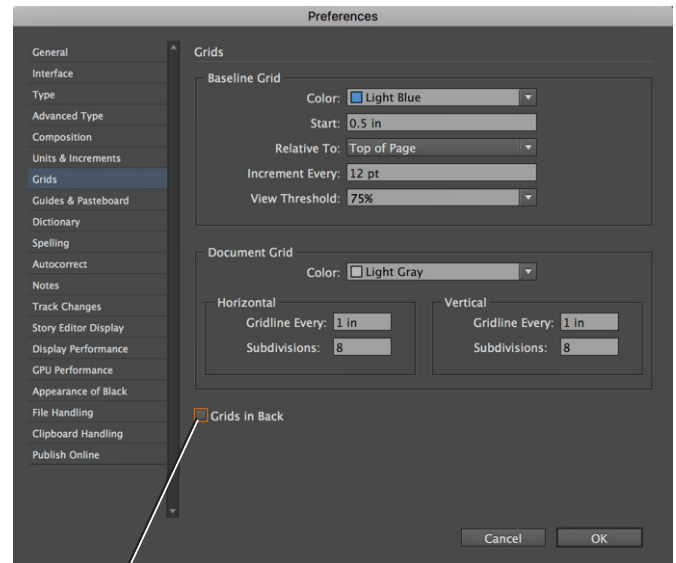 Preferences
General
Interface
Type
Advanced Type
Composition
Units & Increments
Grids
Guides & Pasteboard
Dictionary
Spelling
Autocorrect
Notes
Track Changes
Story Editor Display
Display Performance
GPU Performance
Appearance of Black
File Handling
Clipboard Handling
Publish Online
Grids
Baseline Grid
Color: Light Blue
Start: 0.5 in
Relative To: Top of Page
Increment Every: 12 pt
View Threshold: 75%
Document Grid
Color: Light Gray
Horizontal
Gridline Every: 1 in
Subdivisions: 8
Vertical
Gridline Every: 1 in
Subdivisions: 8
Grids in Back
Cancel OK